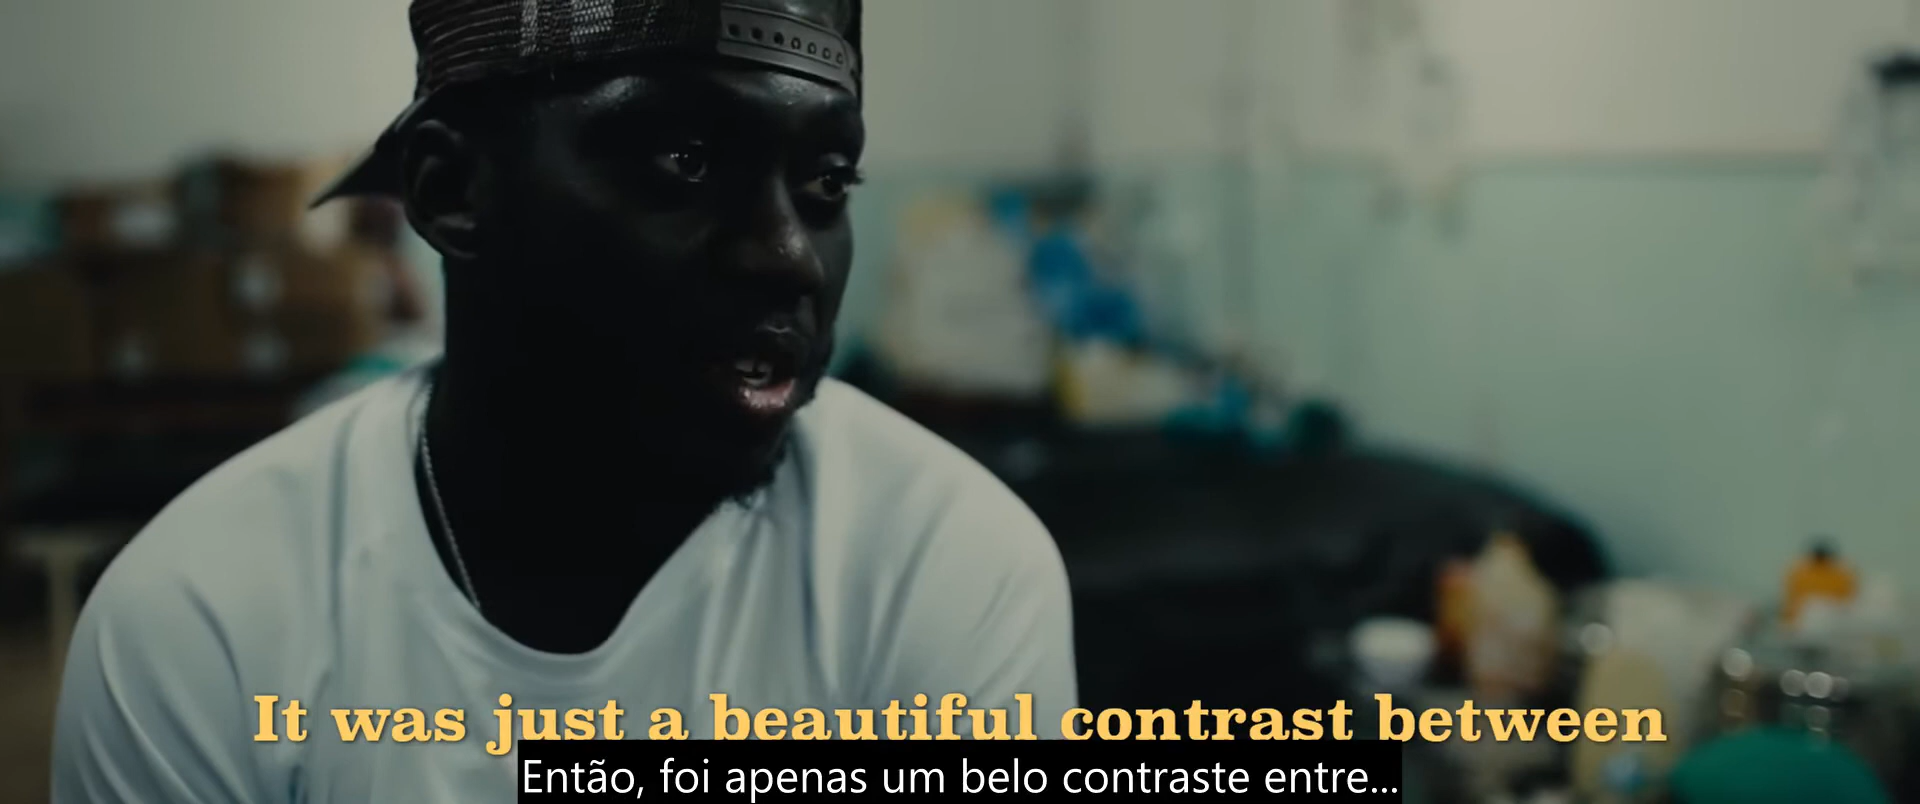 It was just a beautiful contrast between
Então, foi apenas um belo contraste entre...